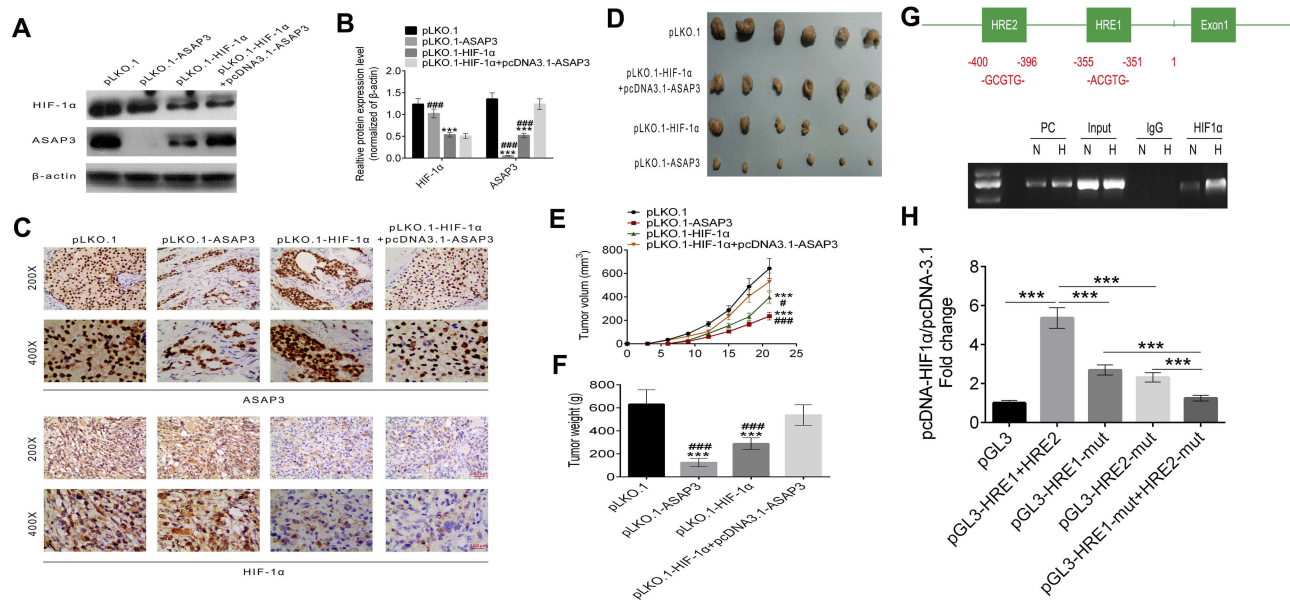 A
pLKO.1
pLKO.1-ASAP3
pLKO.1-HIF-1α
pLKO.1-HIF-1α
+pcDNA3.1-ASAP3
HIF-1α
ASAP3
β-actin
B
pLKO.1
pLKO.1-ASAP3
pLKO.1-HIF-1α
pLKO.1-HIF-1α+pcDNA3.1-ASAP3
Realtive protein expression level
(normalized of β-actin)
2.0
1.5
1.0
0.5
0.0
###
***
###
***
###
***
HIF-1α
ASAP3
C
pLKO.1
pLKO.1-ASAP3
pLKO.1-HIF-1α
pLKO.1-HIF-1α
+pcDNA3.1-ASAP3
200X
400X
ASAP3
200X
400X
HIF-1α
D
pLKO.1
pLKO.1-HIF-1α
+pcDNA3.1-ASAP3
pLKO.1-HIF-1α
pLKO.1-ASAP3
E
pLKO.1
pLKO.1-ASAP3
pLKO.1-HIF-1α
pLKO.1-HIF-1α+pcDNA3.1-ASAP3
Tumor volum (mm3)
800
600
400
200
0
***
#
***
###
0 5 10 15 20 25
F
Tumor weight (g)
800
600
400
200
0
###
***
###
***
pLKO.1
pLKO.1-ASAP3
pLKO.1-HIF-1α
pLKO.1-HIF-1α+pcDNA3.1-ASAP3
G
HRE2 HRE1 Exon1
-400 -396 -355 -351 1
-GCGTG- -ACGTG-
PC Input IgG HIF1α
N H N H N H N H
H
pcDNA-HIF1α/pcDNA-3.1
Fold change
8
6
4
2
0
***
***
***
***
***
pGL3
pGL3-HRE1+HRE2
pGL3-HRE1-mut
pGL3-HRE2-mut
pGL3-HRE1-mut+HRE2-mut